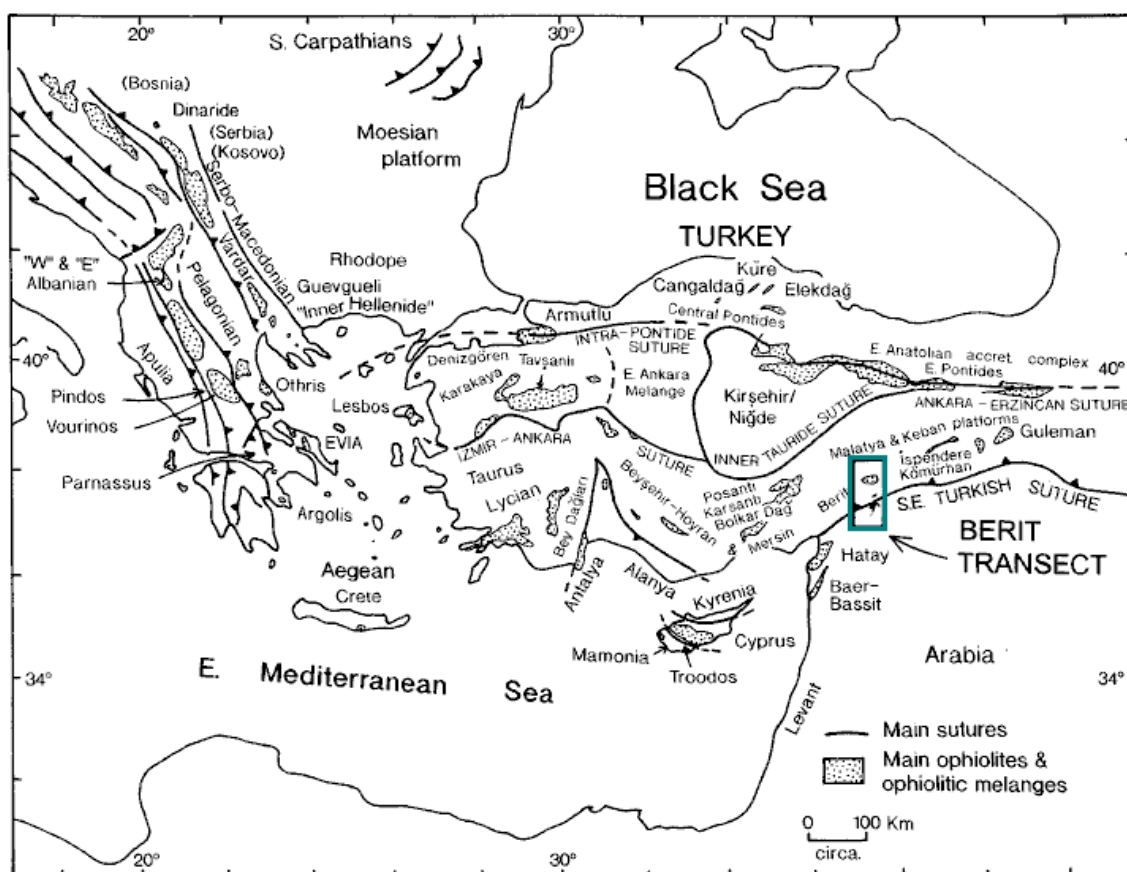 20°
30°
S. Carpathians
(Bosnia)
Dinaride
(Serbia)
(Kosovo)
Moesian
platform
Serbo-Macedonian
Black Sea
TURKEY
Vardar
"W" & "E"
Albanian
Pelagonian
Rhodope
Guevgueli
"Inner Hellenide"
Küre
Cangaldağ
Elekdağ
Central Pontides
Armutlu
INTRA-PONTIDE
SUTURE
40°
Apulia
Denizgören
Tavsanlı
Karakaya
E. Ankara
Melange
E. Anatolian accret. complex
E. Pontides
40°
Othris
Pindos
Lesbos
Kirşehir/
Niğde
ANKARA-ERZINCAN SUTURE
Vourinos
EVIA
IZMIR-ANKARA
SUTURE
INNER TAURIDE SUTURE
Malatya & Keban platforms
Guleman
Ispendere
Kömürhan
Parnassus
Taurus
Lycian
Beyşehir-Hoyran
Posantı
Karsanlı
Bolkar Dağ
Berit
S.E. TURKISH SUTURE
Argolis
Bey Dağları
Mersin
BERIT
TRANSECT
Aegean
Crete
Antalya
Alanya
Hatay
Baer-
Bassit
Kyrenia
Cyprus
Mamonia
Troodos
Arabia
34°
E. Mediterranean Sea
34°
Levant
Main sutures
Main ophiolites &
ophiolitic melanges
0 100 Km
circa.
20°
30°